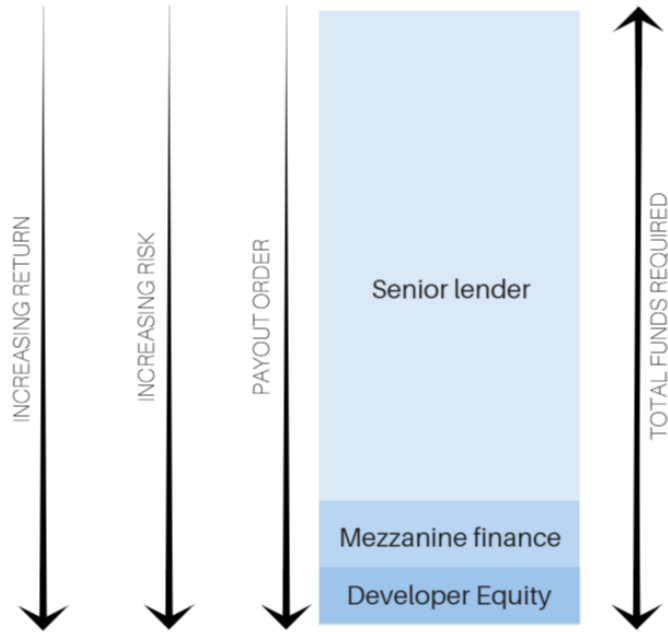 INCREASING RETURN
INCREASING RISK
PAYOUT ORDER
Senior lender
Mezzanine finance
Developer Equity
TOTAL FUNDS REQUIRED